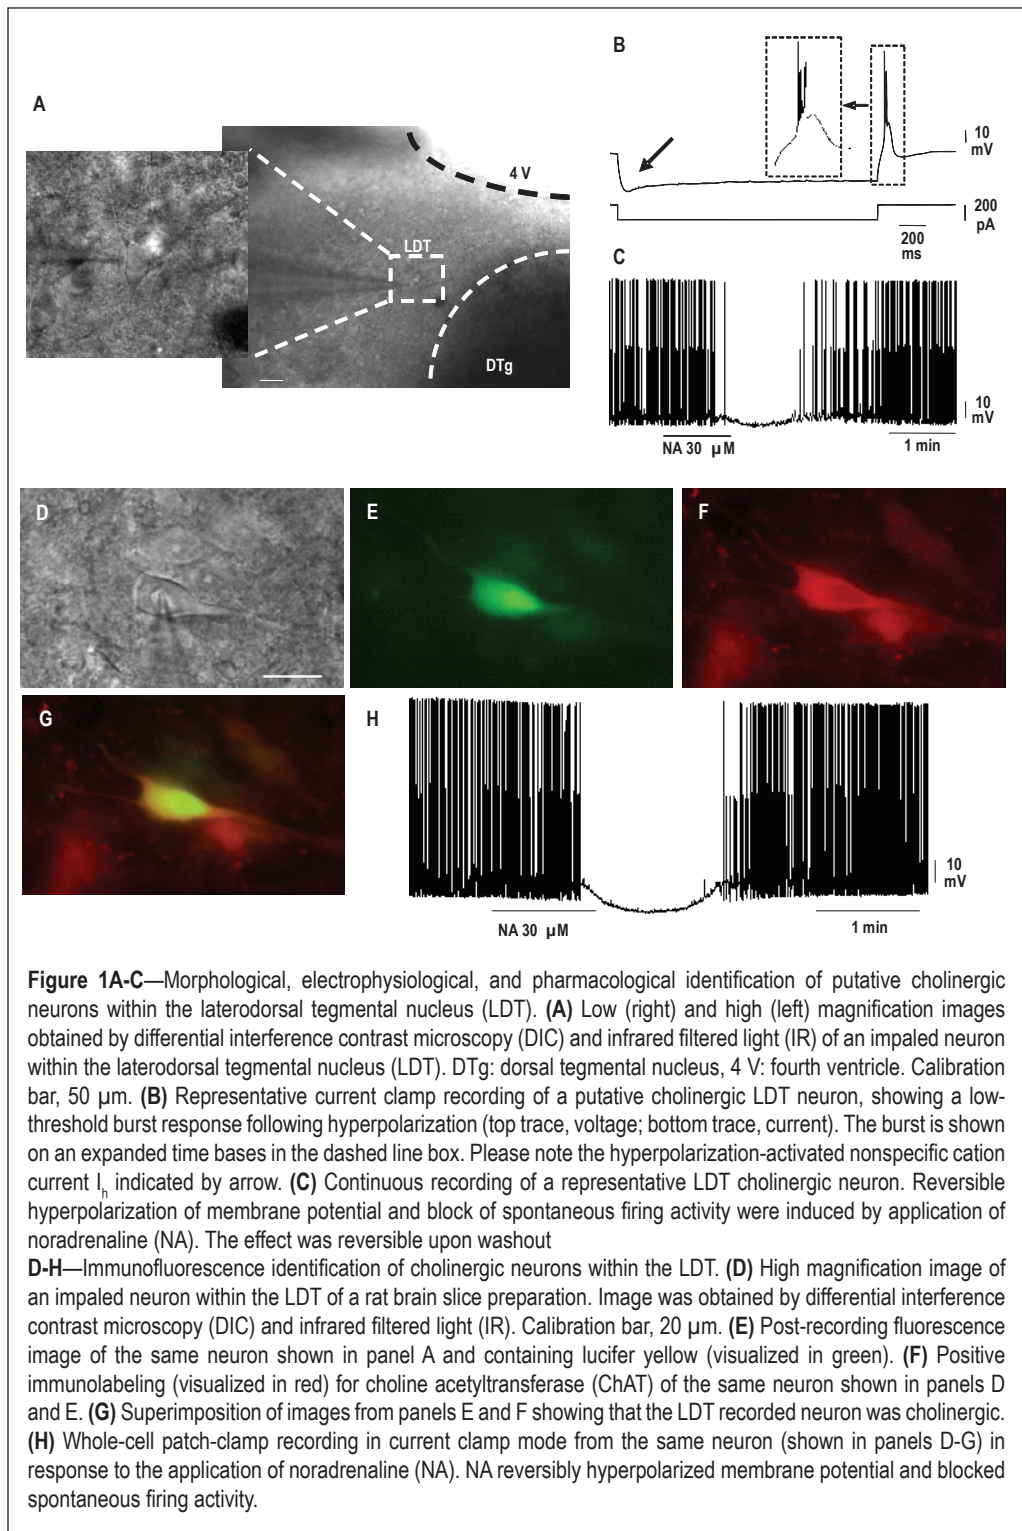 A
4 V
LDT
DTg
B
10
mV
200
pA
200
ms
C
10
mV
NA 30 µM
1 min
D
E
F
G
H
10
mV
NA 30 µM
1 min
Figure 1A-C—Morphological, electrophysiological, and pharmacological identification of putative cholinergic
neurons within the laterodorsal tegmental nucleus (LDT). (A) Low (right) and high (left) magnification images
obtained by differential interference contrast microscopy (DIC) and infrared filtered light (IR) of an impaled neuron
within the laterodorsal tegmental nucleus (LDT). DTg: dorsal tegmental nucleus, 4 V: fourth ventricle. Calibration
bar, 50 µm. (B) Representative current clamp recording of a putative cholinergic LDT neuron, showing a low-
threshold burst response following hyperpolarization (top trace, voltage; bottom trace, current). The burst is shown
on an expanded time bases in the dashed line box. Please note the hyperpolarization-activated nonspecific cation
current Ih indicated by arrow. (C) Continuous recording of a representative LDT cholinergic neuron. Reversible
hyperpolarization of membrane potential and block of spontaneous firing activity were induced by application of
noradrenaline (NA). The effect was reversible upon washout
D-H—Immunofluorescence identification of cholinergic neurons within the LDT. (D) High magnification image of
an impaled neuron within the LDT of a rat brain slice preparation. Image was obtained by differential interference
contrast microscopy (DIC) and infrared filtered light (IR). Calibration bar, 20 µm. (E) Post-recording fluorescence
image of the same neuron shown in panel A and containing lucifer yellow (visualized in green). (F) Positive
immunolabeling (visualized in red) for choline acetyltransferase (ChAT) of the same neuron shown in panels D
and E. (G) Superimposition of images from panels E and F showing that the LDT recorded neuron was cholinergic.
(H) Whole-cell patch-clamp recording in current clamp mode from the same neuron (shown in panels D-G) in
response to the application of noradrenaline (NA). NA reversibly hyperpolarized membrane potential and blocked
spontaneous firing activity.